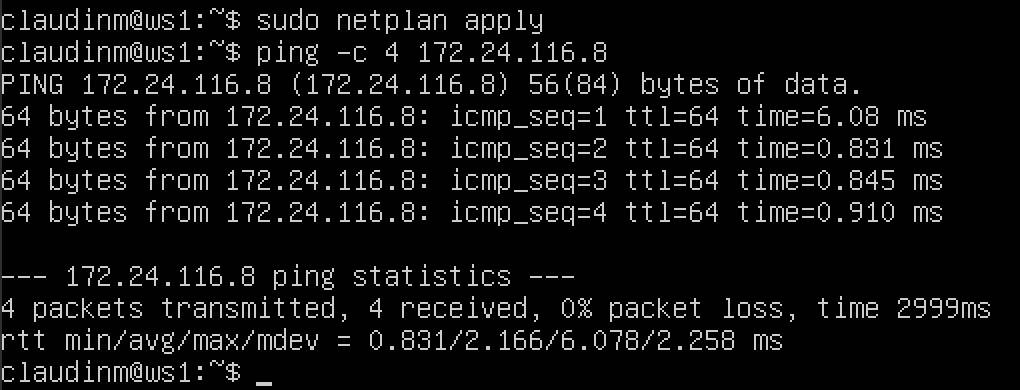 claudinm@ws1:~$ sudo netplan apply
claudinm@ws1:~$ ping -c 4 172.24.116.8
PING 172.24.116.8 (172.24.116.8) 56(84) bytes of data.
64 bytes from 172.24.116.8: icmp_seq=1 ttl=64 time=6.08 ms
64 bytes from 172.24.116.8: icmp_seq=2 ttl=64 time=0.831 ms
64 bytes from 172.24.116.8: icmp_seq=3 ttl=64 time=0.845 ms
64 bytes from 172.24.116.8: icmp_seq=4 ttl=64 time=0.910 ms

--- 172.24.116.8 ping statistics ---
4 packets transmitted, 4 received, 0% packet loss, time 2999ms
rtt min/avg/max/mdev = 0.831/2.166/6.078/2.258 ms
claudinm@ws1:~$ _